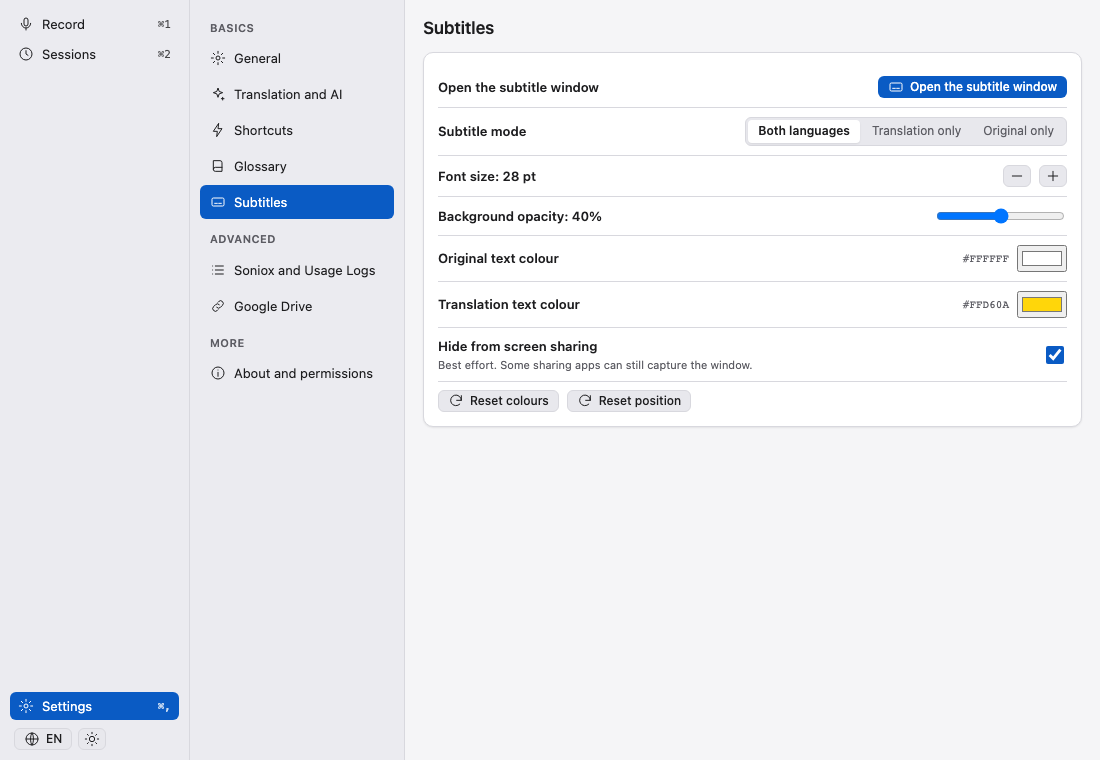 Record ⌘1
Sessions ⌘2
Settings ⌘,
EN
BASICS
General
Translation and AI
Shortcuts
Glossary
Subtitles
ADVANCED
Soniox and Usage Logs
Google Drive
MORE
About and permissions
Subtitles
Open the subtitle window Open the subtitle window
Subtitle mode Both languages Translation only Original only
Font size: 28 pt
Background opacity: 40%
Original text colour #FFFFFF
Translation text colour #FFD60A
Hide from screen sharing
Best effort. Some sharing apps can still capture the window.
Reset colours Reset position